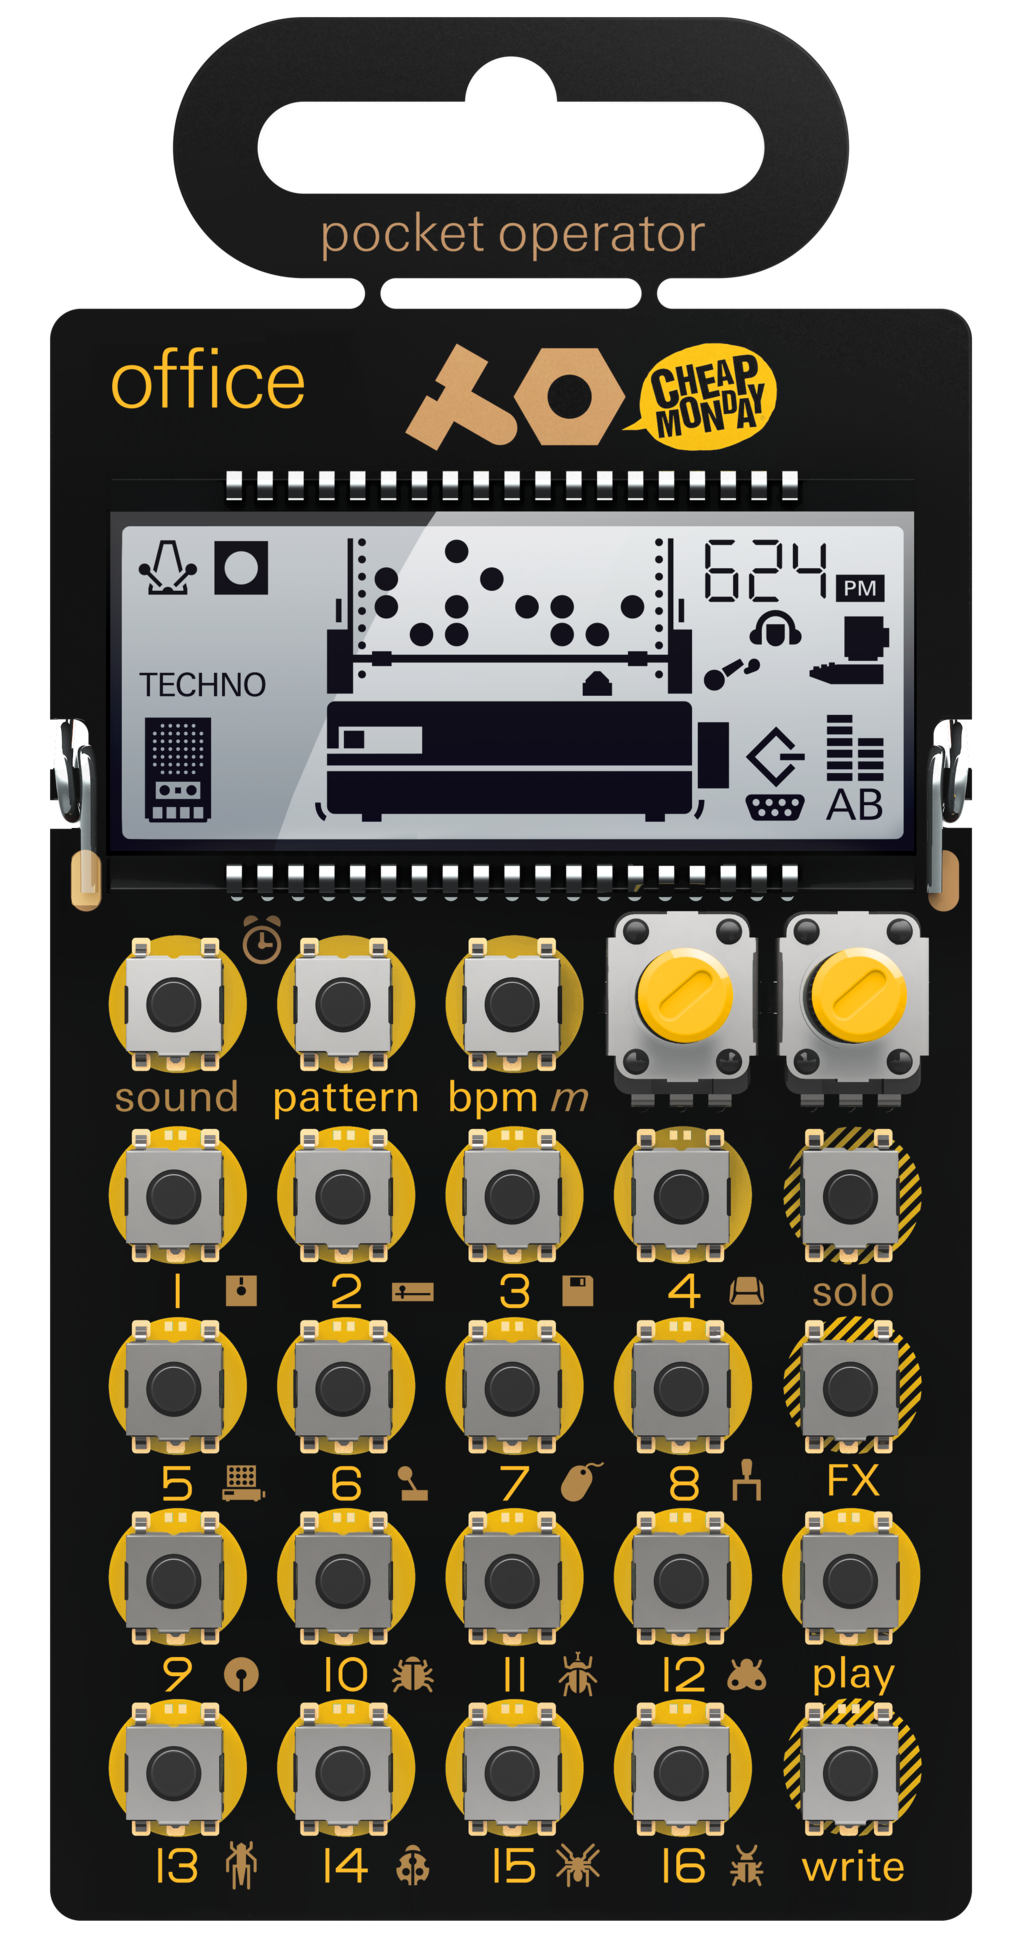 pocket operator
office
CHEAP
MONDAY
624 PM
TECHNO
AB
sound pattern bpm m
1 2 3 4 solo
5 6 7 8 FX
9 10 11 12 play
13 14 15 16 write